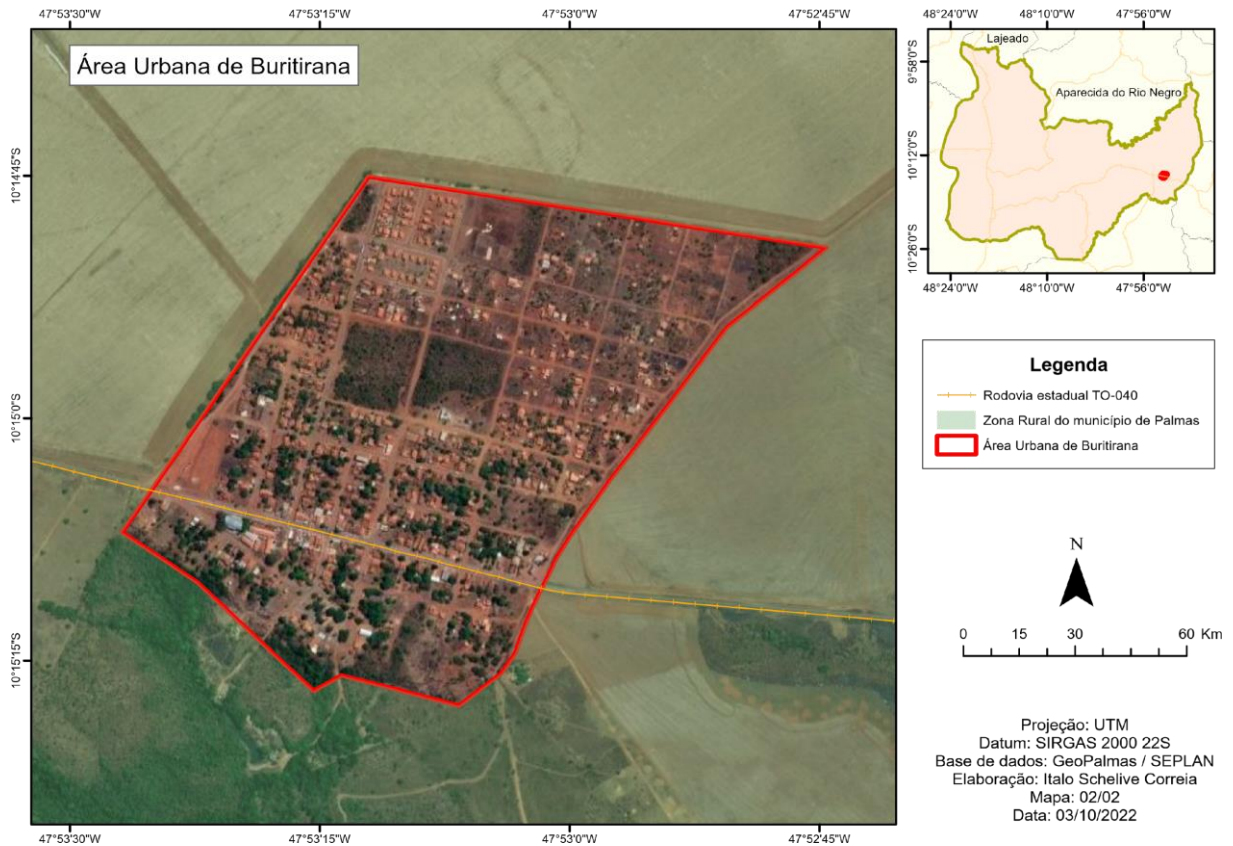 47°53'30"W 47°53'15"W 47°53'0"W 47°52'45"W
Área Urbana de Buritirana
10°14'45"S
10°15'0"S
10°15'15"S
47°53'30"W 47°53'15"W 47°53'0"W 47°52'45"W
48°24'0"W 48°10'0"W 47°56'0"W
Lajeado
Aparecida do Rio Negro
9°58'0"S
10°12'0"S
10°26'0"S
48°24'0"W 48°10'0"W 47°56'0"W
Legenda
Rodovia estadual TO-040
Zona Rural do município de Palmas
Área Urbana de Buritirana
N
0 15 30 60 Km
Projeção: UTM
Datum: SIRGAS 2000 22S
Base de dados: GeoPalmas / SEPLAN
Elaboração: Italo Schelive Correia
Mapa: 02/02
Data: 03/10/2022